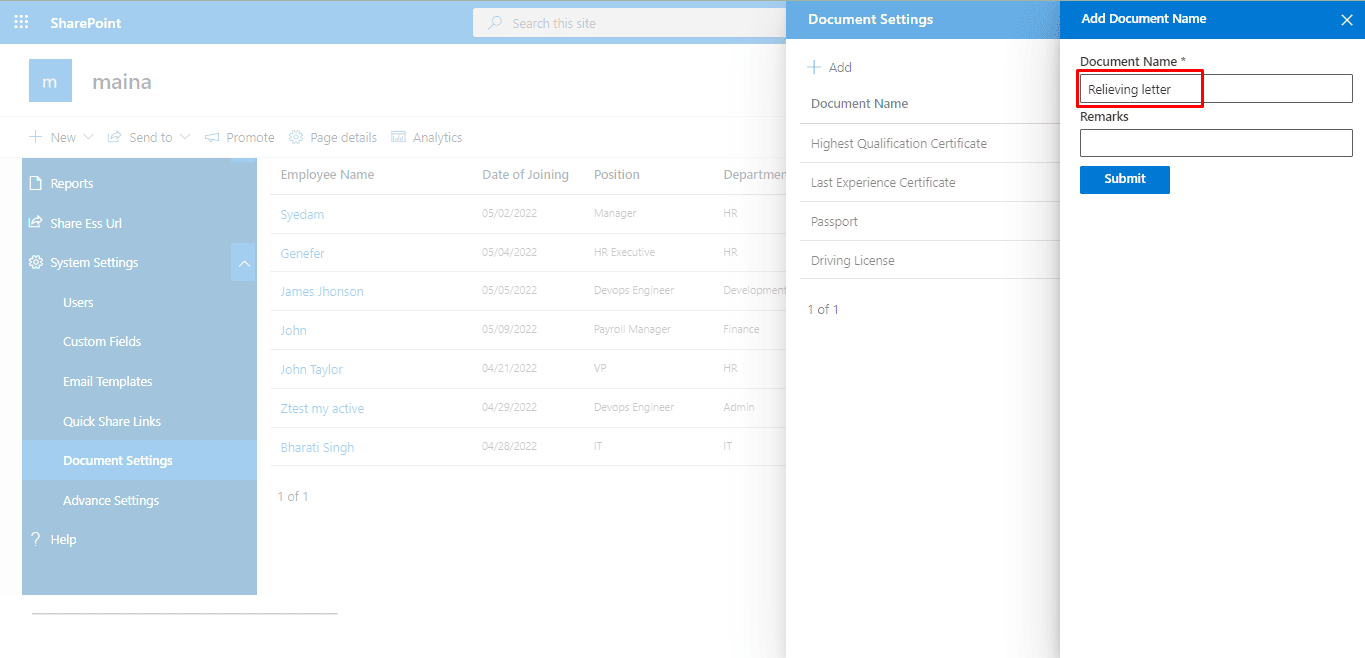 SharePoint
Search this site
m
maina
New
Send to
Promote
Page details
Analytics
Reports
Share Ess Url
System Settings
Users
Custom Fields
Email Templates
Quick Share Links
Document Settings
Advance Settings
? Help
Employee Name Date of Joining Position Departmen
Syedam 05/02/2022 Manager HR
Genefer 05/04/2022 HR Executive HR
James Jhonson 05/05/2022 Devops Engineer Development
John 05/09/2022 Payroll Manager Finance
John Taylor 04/21/2022 VP HR
Ztest my active 04/29/2022 Devops Engineer Admin
Bharati Singh 04/28/2022 IT IT
1 of 1
Document Settings
Add
Document Name
Highest Qualification Certificate
Last Experience Certificate
Passport
Driving License
1 of 1
Add Document Name
Document Name *
Relieving letter
Remarks
Submit